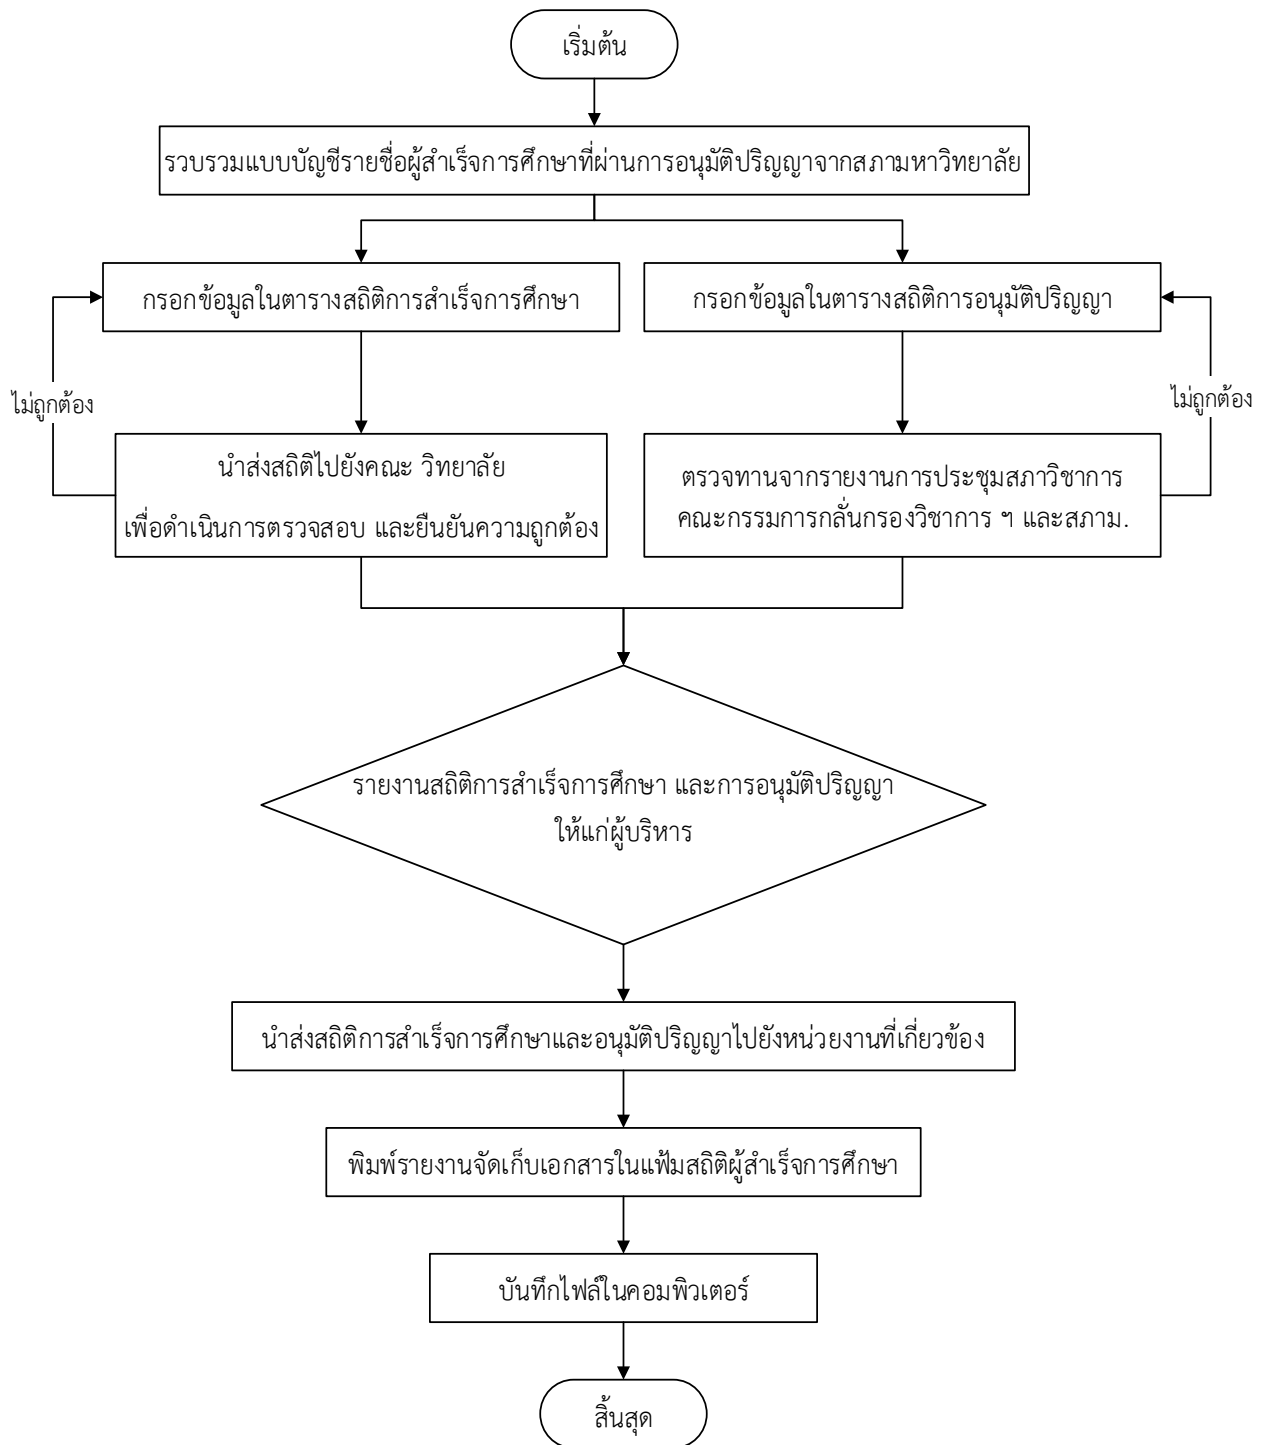 เริ่มต้น
รวบรวมแบบบัญชีรายชื่อผู้สำเร็จการศึกษาที่ผ่านการอนุมัติปริญญาจากสภามหาวิทยาลัย
กรอกข้อมูลในตารางสถิติการสำเร็จการศึกษา
กรอกข้อมูลในตารางสถิติการอนุมัติปริญญา
ไม่ถูกต้อง
ไม่ถูกต้อง
นำส่งสถิติไปยังคณะ วิทยาลัย
เพื่อดำเนินการตรวจสอบ และยืนยันความถูกต้อง
ตรวจทานจากรายงานการประชุมสภาวิชาการ
คณะกรรมการกลั่นกรองวิชาการ ฯ และสภาม.
รายงานสถิติการสำเร็จการศึกษา และการอนุมัติปริญญา
ให้แก่ผู้บริหาร
นำส่งสถิติการสำเร็จการศึกษาและอนุมัติปริญญาไปยังหน่วยงานที่เกี่ยวข้อง
พิมพ์รายงานจัดเก็บเอกสารในแฟ้มสถิติผู้สำเร็จการศึกษา
บันทึกไฟล์ในคอมพิวเตอร์
สิ้นสุด